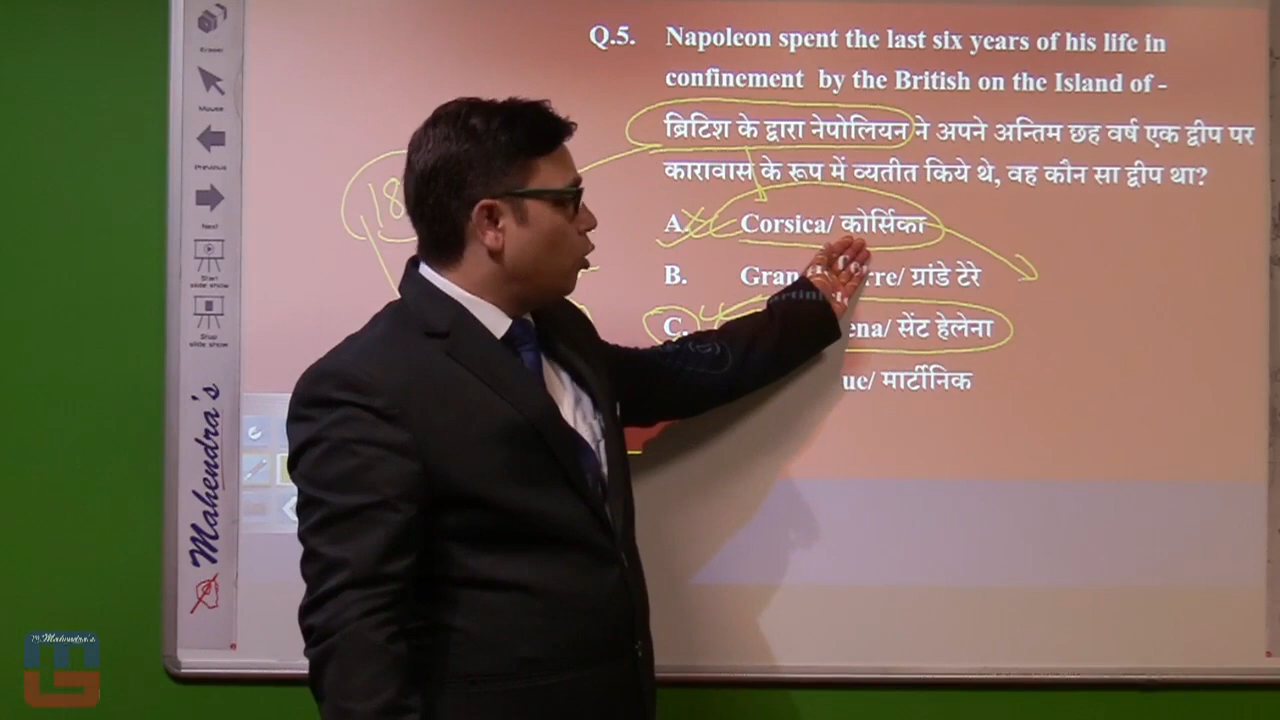 Eraser
Mouse
Previous
Next
Start
slide show
Stop
slide show
Mahendra's
Q.5. Napoleon spent the last six years of his life in
confinement by the British on the Island of -
ब्रिटिश के द्वारा नेपोलियन ने अपने अन्तिम छह वर्ष एक द्वीप पर
कारावास के रूप में व्यतीत किये थे, वह कौन सा द्वीप था?
A. Corsica/ कोर्सिका
B. ग्रांडे टेरे
C. सेंट हेलेना
मार्टीनिक
18
Mahendra's